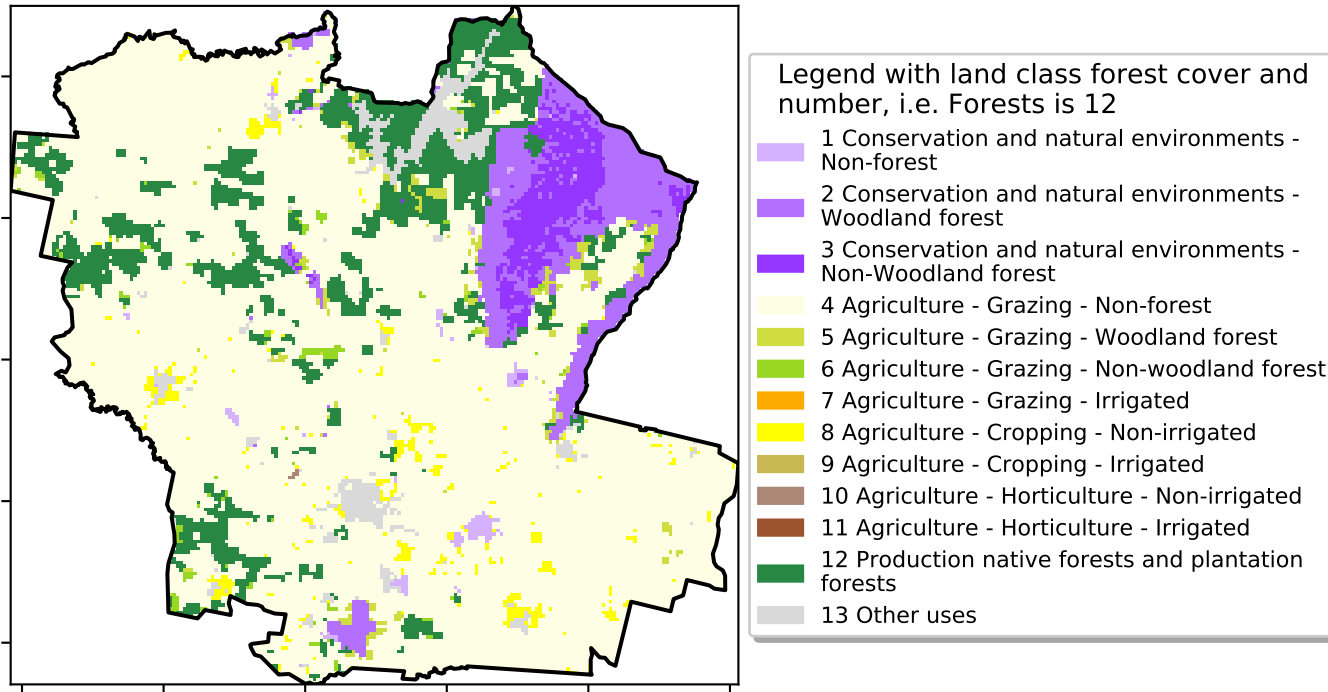 Legend with land class forest cover and
number, i.e. Forests is 12
1 Conservation and natural environments -
Non-forest
2 Conservation and natural environments -
Woodland forest
3 Conservation and natural environments -
Non-Woodland forest
4 Agriculture - Grazing - Non-forest
5 Agriculture - Grazing - Woodland forest
6 Agriculture - Grazing - Non-woodland forest
7 Agriculture - Grazing - Irrigated
8 Agriculture - Cropping - Non-irrigated
9 Agriculture - Cropping - Irrigated
10 Agriculture - Horticulture - Non-irrigated
11 Agriculture - Horticulture - Irrigated
12 Production native forests and plantation
forests
13 Other uses